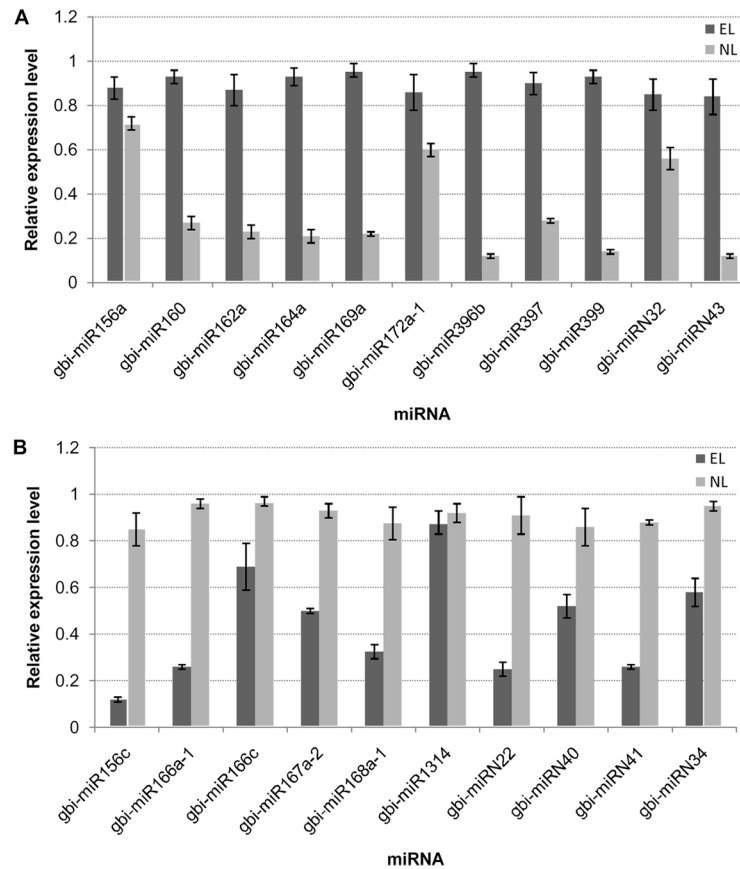 A
1.2
1
0.8
0.6
0.4
0.2
0
Relative expression level
EL
NL
gbi-miR156a
gbi-miR160
gbi-miR162a
gbi-miR164a
gbi-miR169a
gbi-miR172a-1
gbi-miR396b
gbi-miR397
gbi-miR399
gbi-miRN32
gbi-miRN43
miRNA
B
1.2
1
0.8
0.6
0.4
0.2
0
Relative expression level
EL
NL
gbi-miR156c
gbi-miR166a-1
gbi-miR166c
gbi-miR167a-2
gbi-miR168a-1
gbi-miR1314
gbi-miRN22
gbi-miRN40
gbi-miRN41
gbi-miRN34
miRNA